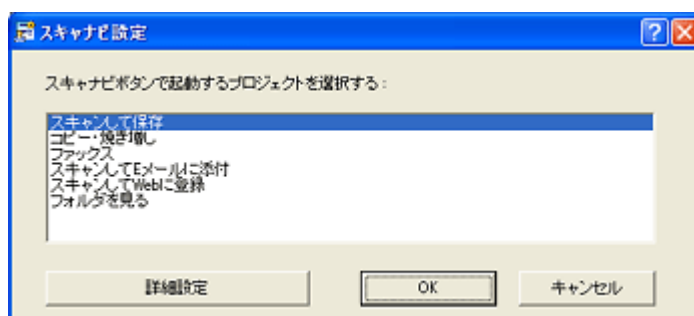 スキャナビ設定
スキャナビボタンで起動するプロジェクトを選択する:
スキャンして保存
コピー・焼き増し
ファックス
スキャンしてEメールに添付
スキャンしてWebに登録
フォルダを見る
詳細設定 OK キャンセル